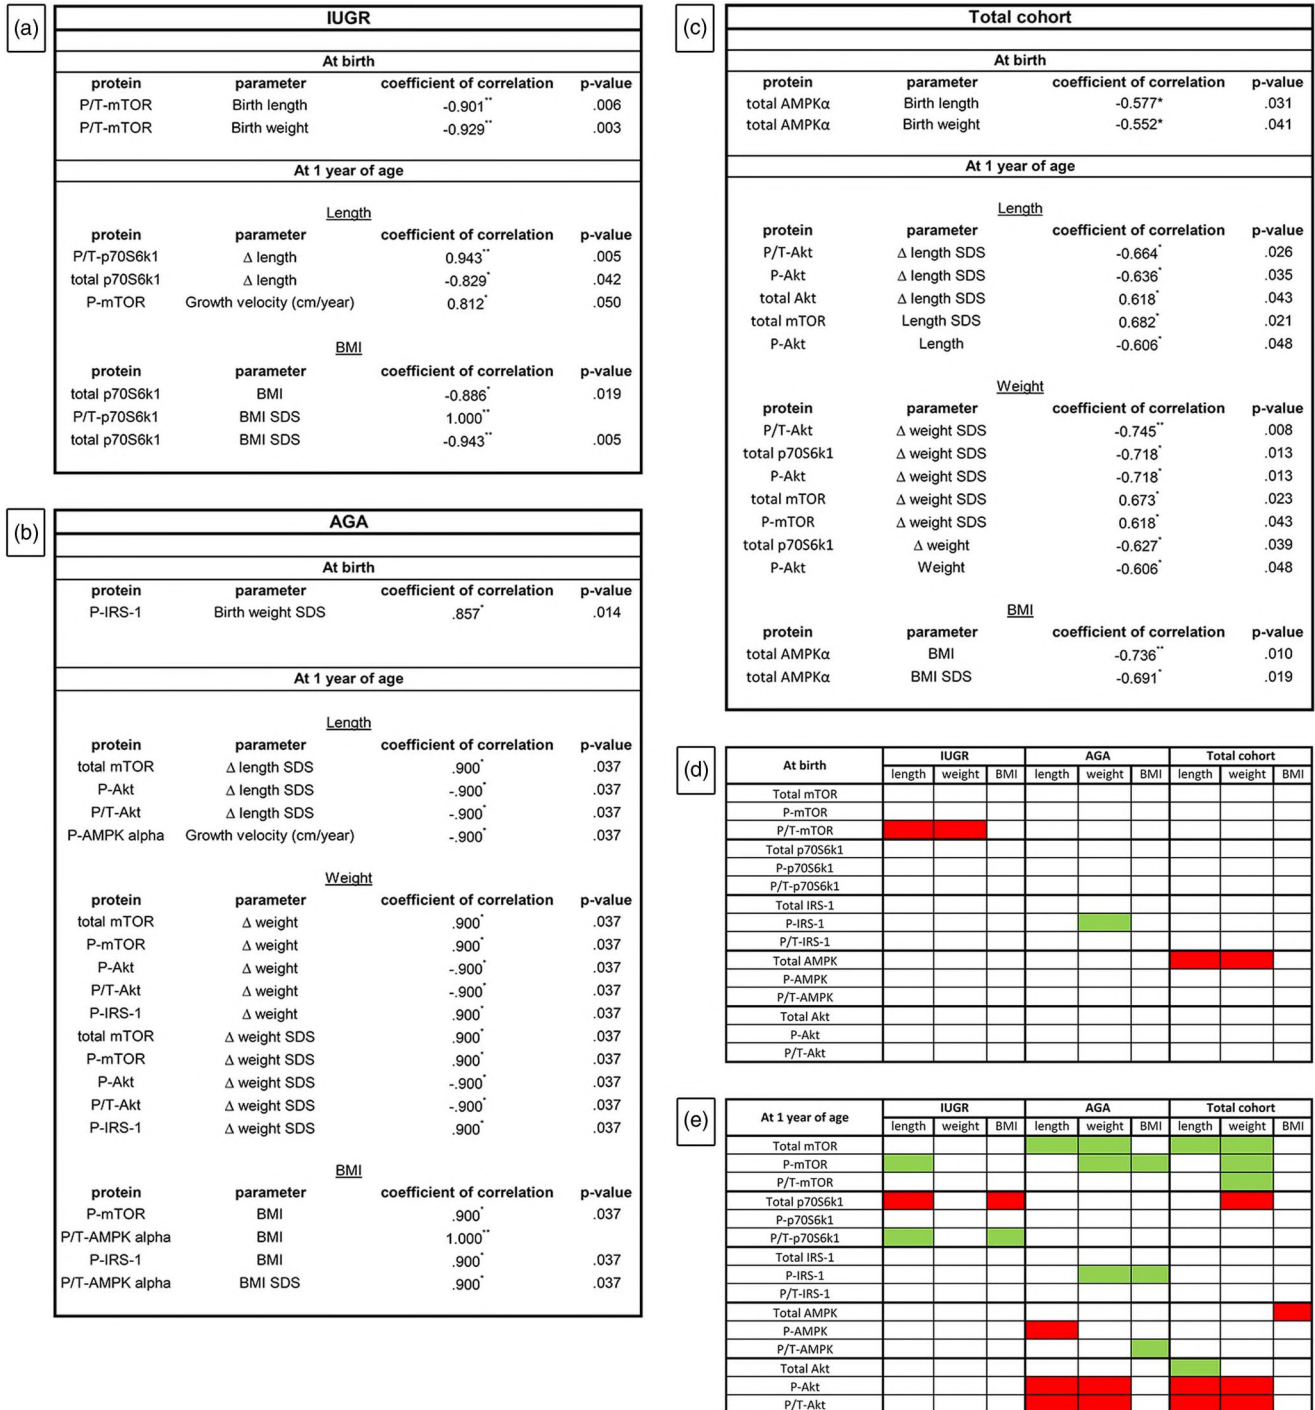 (a)
IUGR
At birth
protein parameter coefficient of correlation p-value
P/T-mTOR Birth length -0.901** .006
P/T-mTOR Birth weight -0.929** .003
At 1 year of age
Length
protein parameter coefficient of correlation p-value
P/T-p70S6k1 Δ length 0.943** .005
total p70S6k1 Δ length -0.829* .042
P-mTOR Growth velocity (cm/year) 0.812* .050
BMI
protein parameter coefficient of correlation p-value
total p70S6k1 BMI -0.886* .019
P/T-p70S6k1 BMI SDS 1.000**
total p70S6k1 BMI SDS -0.943** .005
(b)
AGA
At birth
protein parameter coefficient of correlation p-value
P-IRS-1 Birth weight SDS .857* .014
At 1 year of age
Length
protein parameter coefficient of correlation p-value
total mTOR Δ length SDS .900* .037
P-Akt Δ length SDS -.900* .037
P/T-Akt Δ length SDS -.900* .037
P-AMPK alpha Growth velocity (cm/year) -.900* .037
Weight
protein parameter coefficient of correlation p-value
total mTOR Δ weight .900* .037
P-mTOR Δ weight .900* .037
P-Akt Δ weight -.900* .037
P/T-Akt Δ weight -.900* .037
P-IRS-1 Δ weight .900* .037
total mTOR Δ weight SDS .900* .037
P-mTOR Δ weight SDS .900* .037
P-Akt Δ weight SDS -.900* .037
P/T-Akt Δ weight SDS -.900* .037
P-IRS-1 Δ weight SDS .900* .037
BMI
protein parameter coefficient of correlation p-value
P-mTOR BMI .900* .037
P/T-AMPK alpha BMI 1.000**
P-IRS-1 BMI .900* .037
P/T-AMPK alpha BMI SDS .900* .037
(c)
Total cohort
At birth
protein parameter coefficient of correlation p-value
total AMPKα Birth length -0.577* .031
total AMPKα Birth weight -0.552* .041
At 1 year of age
Length
protein parameter coefficient of correlation p-value
P/T-Akt Δ length SDS -0.664* .026
P-Akt Δ length SDS -0.636* .035
total Akt Δ length SDS 0.618* .043
total mTOR Length SDS 0.682* .021
P-Akt Length -0.606* .048
Weight
protein parameter coefficient of correlation p-value
P/T-Akt Δ weight SDS -0.745** .008
total p70S6k1 Δ weight SDS -0.718* .013
P-Akt Δ weight SDS -0.718* .013
total mTOR Δ weight SDS 0.673* .023
P-mTOR Δ weight SDS 0.618* .043
total p70S6k1 Δ weight -0.627* .039
P-Akt Weight -0.606* .048
BMI
protein parameter coefficient of correlation p-value
total AMPKα BMI -0.736** .010
total AMPKα BMI SDS -0.691* .019
(d)
At birth IUGR AGA Total cohort
length weight BMI length weight BMI length weight BMI
Total mTOR
P-mTOR
P/T-mTOR
Total p70S6k1
P-p70S6k1
P/T-p70S6k1
Total IRS-1
P-IRS-1
P/T-IRS-1
Total AMPK
P-AMPK
P/T-AMPK
Total Akt
P-Akt
P/T-Akt
(e)
At 1 year of age IUGR AGA Total cohort
length weight BMI length weight BMI length weight BMI
Total mTOR
P-mTOR
P/T-mTOR
Total p70S6k1
P-p70S6k1
P/T-p70S6k1
Total IRS-1
P-IRS-1
P/T-IRS-1
Total AMPK
P-AMPK
P/T-AMPK
Total Akt
P-Akt
P/T-Akt